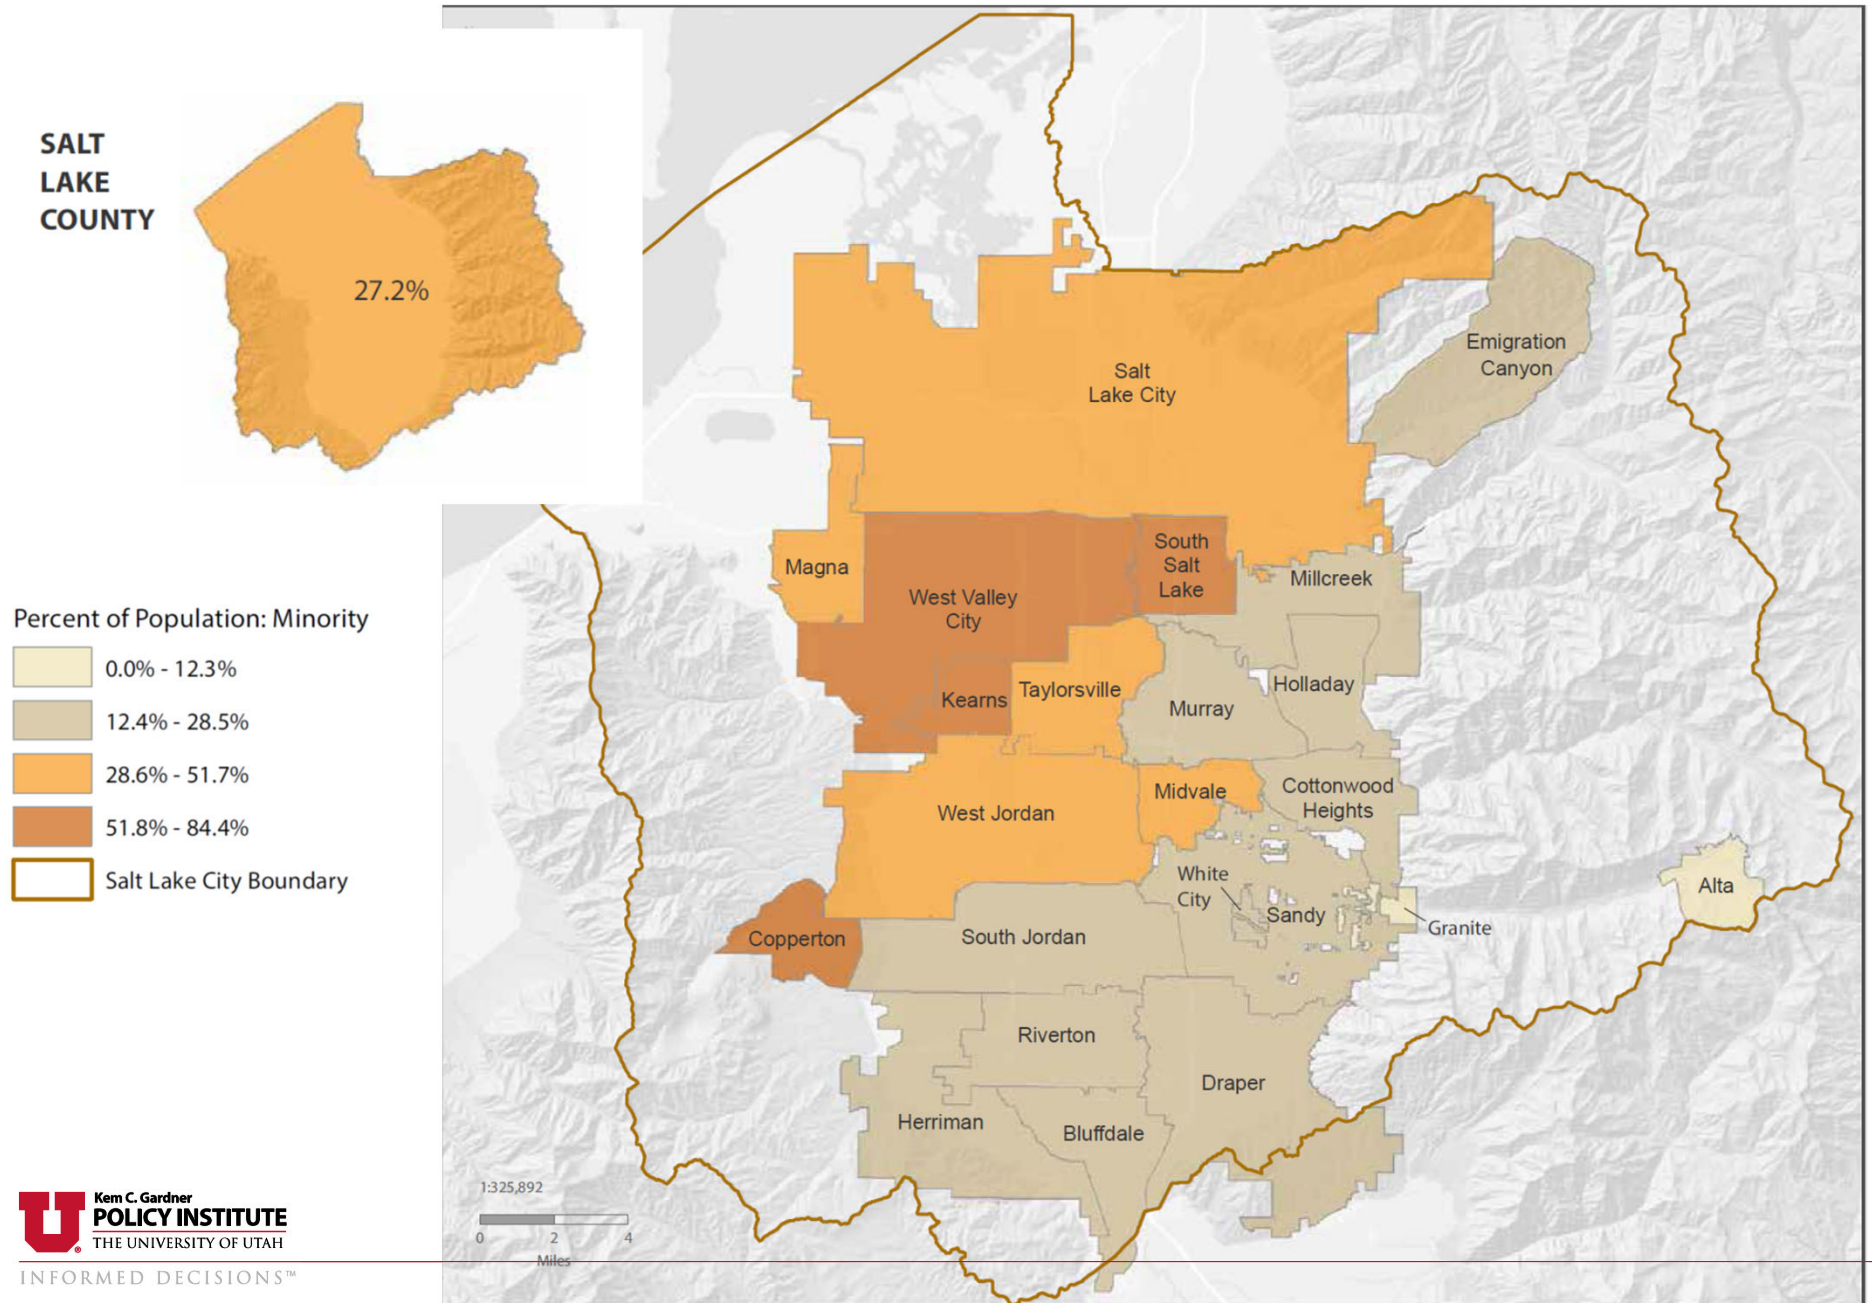 SALT
LAKE
COUNTY
27.2%
Percent of Population: Minority
0.0% - 12.3%
12.4% - 28.5%
28.6% - 51.7%
51.8% - 84.4%
Salt Lake City Boundary
Salt
Lake City
Emigration
Canyon
Magna
West Valley
City
South
Salt
Lake
Millcreek
Kearns
Taylorsville
Murray
Holladay
West Jordan
Midvale
Cottonwood
Heights
White
City
Sandy
Granite
Alta
Copperton
South Jordan
Riverton
Draper
Herriman
Bluffdale
1:325,892
0 2 4
Miles
U
®
Kem C. Gardner
POLICY INSTITUTE
THE UNIVERSITY OF UTAH
INFORMED DECISIONS™